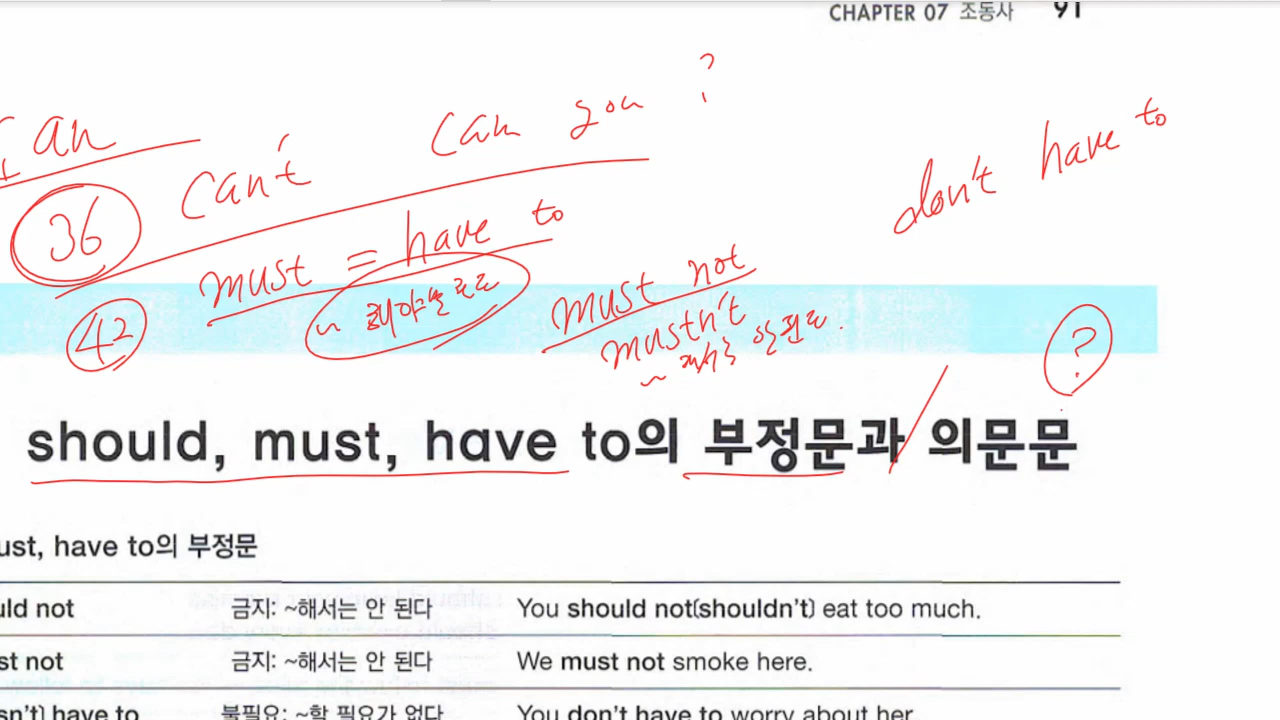 CHAPTER 07 조동사 91
can
can you ?
don't have to
36 can't
must = have to
must not
42 ~ 해야만 한다
mustn't
~ 해서는 안된다.
?
should, must, have to의 부정문과 의문문
ust, have to의 부정문
uld not 금지: ~해서는 안 된다 You should not(shouldn't) eat too much.
st not 금지: ~해서는 안 된다 We must not smoke here.
sn't) have to 불필요: ~할 필요가 없다 You don't have to worry about her.